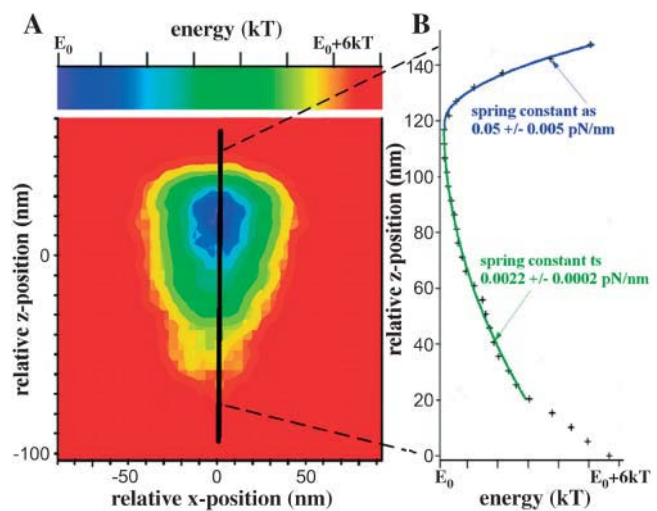 A
energy (kT)
E₀ E₀+6kT
relative z-position (nm)
0
-100
-50 0 50
relative x-position (nm)
B
140
120
100
80
60
40
20
0
relative z-position (nm)
spring constant as
0.05 +/- 0.005 pN/nm
spring constant ts
0.0022 +/- 0.0002 pN/nm
E₀ E₀+6kT
energy (kT)